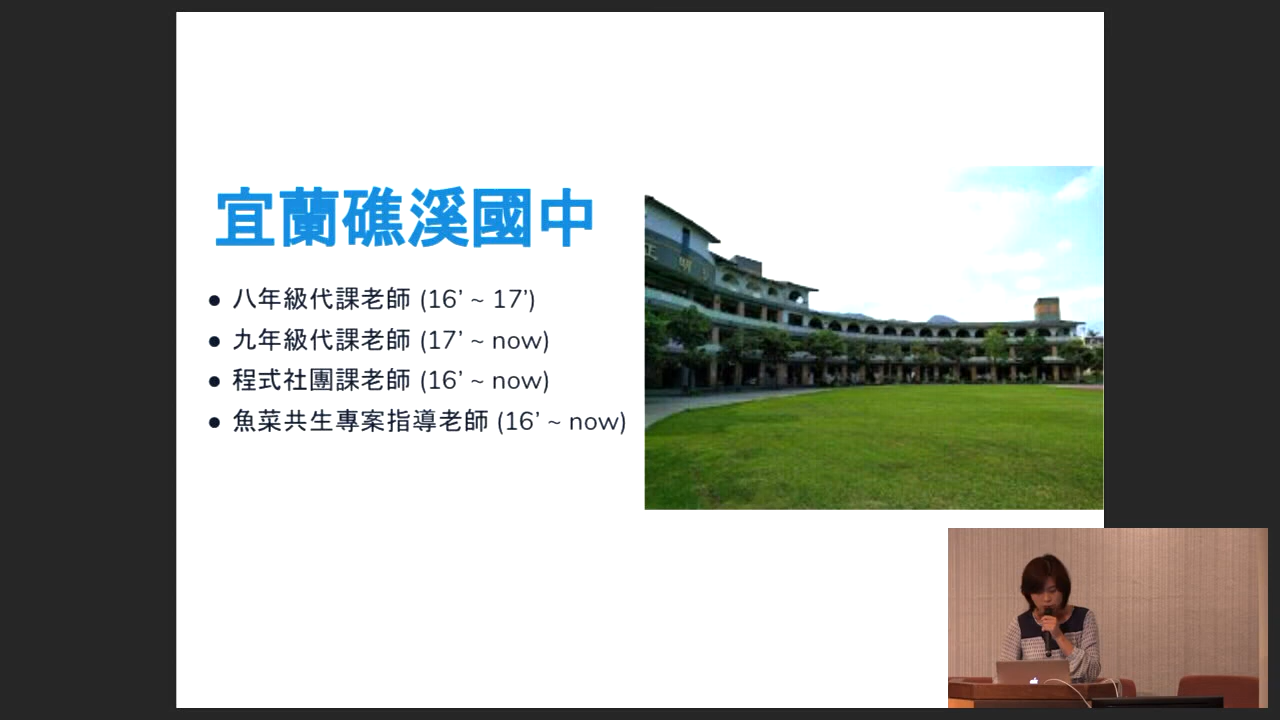 宜蘭礁溪國中
● 八年級代課老師 (16’ ~ 17’)
● 九年級代課老師 (17’ ~ now)
● 程式社團課老師 (16’ ~ now)
● 魚菜共生專案指導老師 (16’ ~ now)